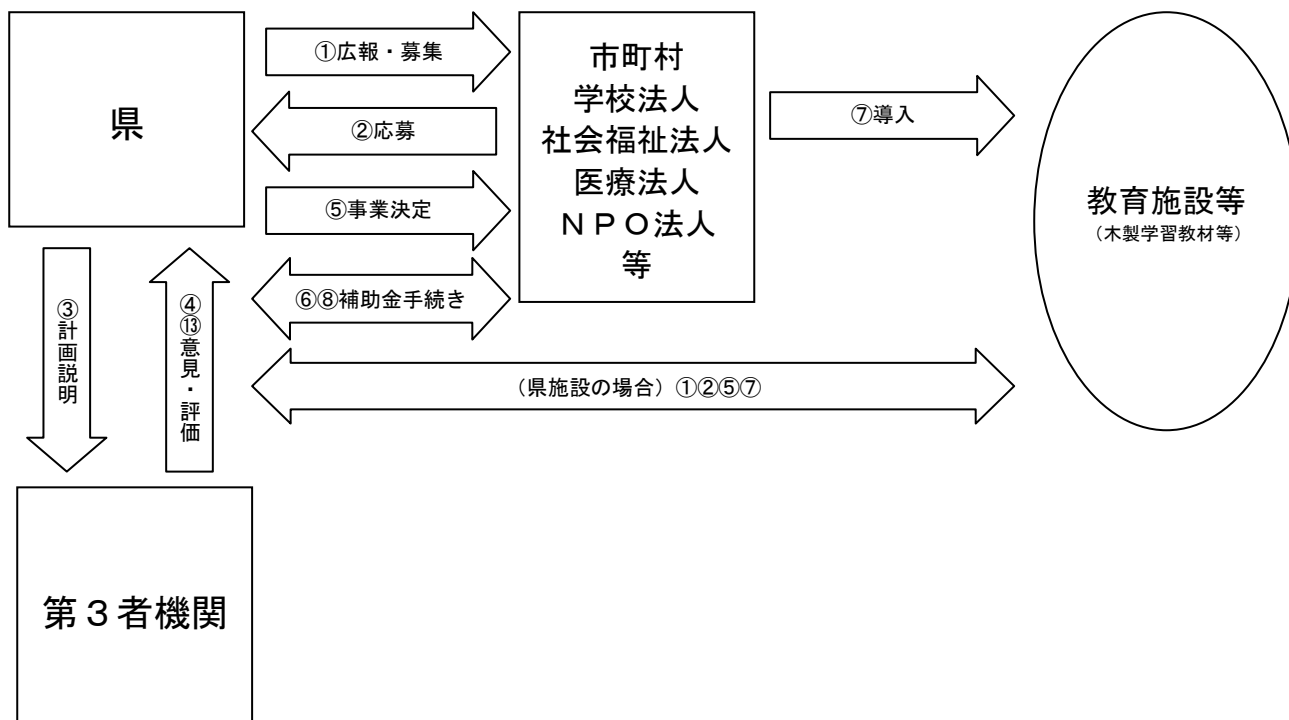 県
①広報・募集
②応募
⑤事業決定
⑥⑧補助金手続き
市町村
学校法人
社会福祉法人
医療法人
ＮＰＯ法人
等
⑦導入
教育施設等
（木製学習教材等）
（県施設の場合）①②⑤⑦
③計画説明
④⑬意見・評価
第３者機関